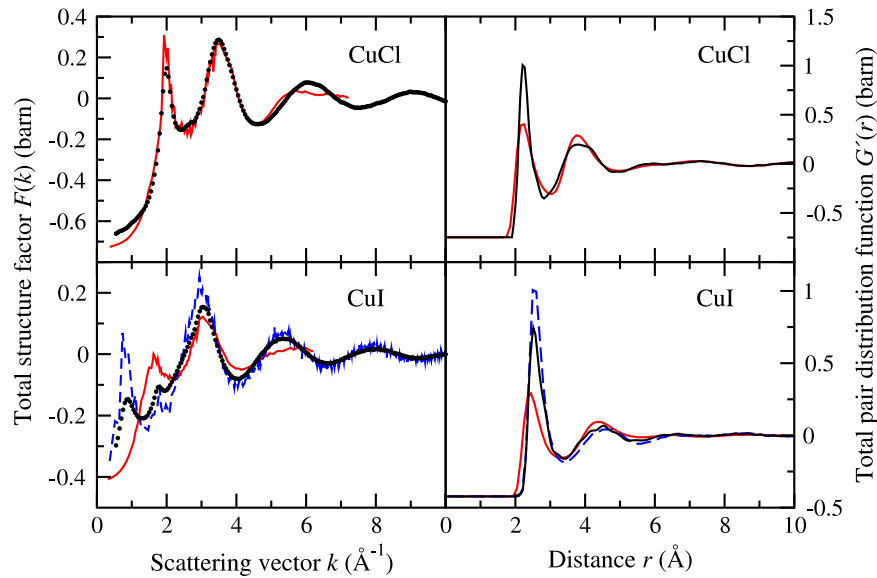 0.4
0.2
0
-0.2
-0.4
-0.6
CuCl
CuCl
1.5
1
0.5
0
-0.5
0.2
0
-0.2
-0.4
CuI
CuI
1
0.5
0
-0.5
0 2 4 6 8
0 2 4 6 8 10
Scattering vector k (Å⁻¹)
Distance r (Å)
Total structure factor F(k) (barn)
Total pair distribution function G′(r) (barn)